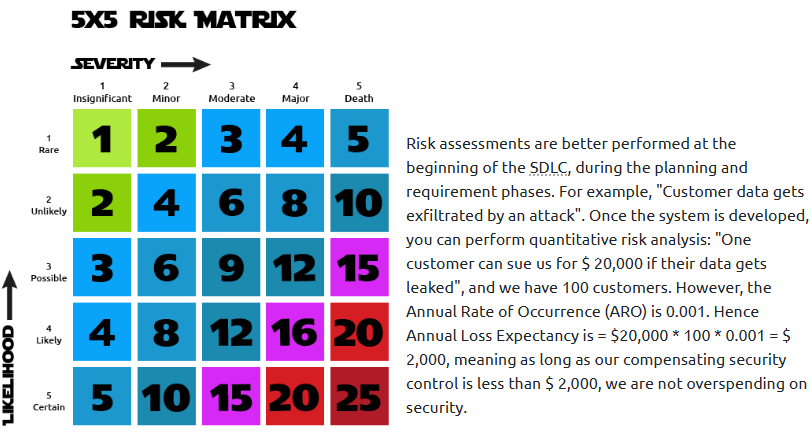 5X5 RISK MATRIX
SEVERITY
1 2 3 4 5
Insignificant Minor Moderate Major Death
1 Rare 1 2 3 4 5
2 Unlikely 2 4 6 8 10
3 Possible 3 6 9 12 15
4 Likely 4 8 12 16 20
5 Certain 5 10 15 20 25
LIKELIHOOD
Risk assessments are better performed at the
beginning of the SDLC, during the planning and
requirement phases. For example, "Customer data gets
exfiltrated by an attack". Once the system is developed,
you can perform quantitative risk analysis: "One
customer can sue us for $ 20,000 if their data gets
leaked", and we have 100 customers. However, the
Annual Rate of Occurrence (ARO) is 0.001. Hence
Annual Loss Expectancy is = $20,000 * 100 * 0.001 = $
2,000, meaning as long as our compensating security
control is less than $ 2,000, we are not overspending on
security.